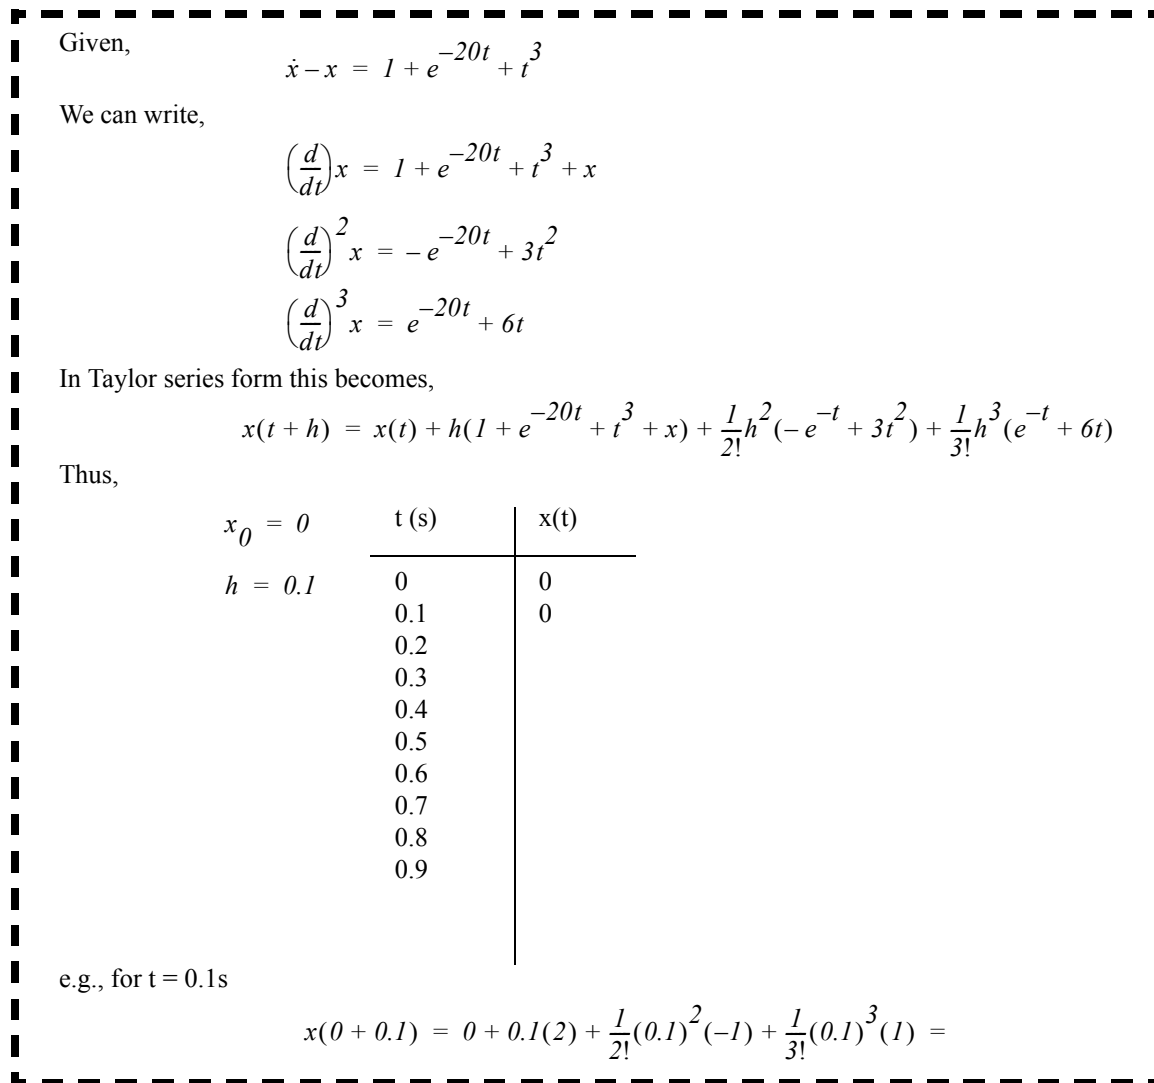 Given,
ẋ – x = 1 + e^{–20t} + t^3
We can write,
(d/dt)x = 1 + e^{–20t} + t^3 + x
(d/dt)^2 x = – e^{–20t} + 3t^2
(d/dt)^3 x = e^{–20t} + 6t
In Taylor series form this becomes,
x(t + h) = x(t) + h(1 + e^{–20t} + t^3 + x) + 1/2! h^2(– e^{–t} + 3t^2) + 1/3! h^3(e^{–t} + 6t)
Thus,
x_0 = 0
h = 0.1
t (s) x(t)
0 0
0.1 0
0.2
0.3
0.4
0.5
0.6
0.7
0.8
0.9
e.g., for t = 0.1s
x(0 + 0.1) = 0 + 0.1(2) + 1/2! (0.1)^2(–1) + 1/3! (0.1)^3(1) =